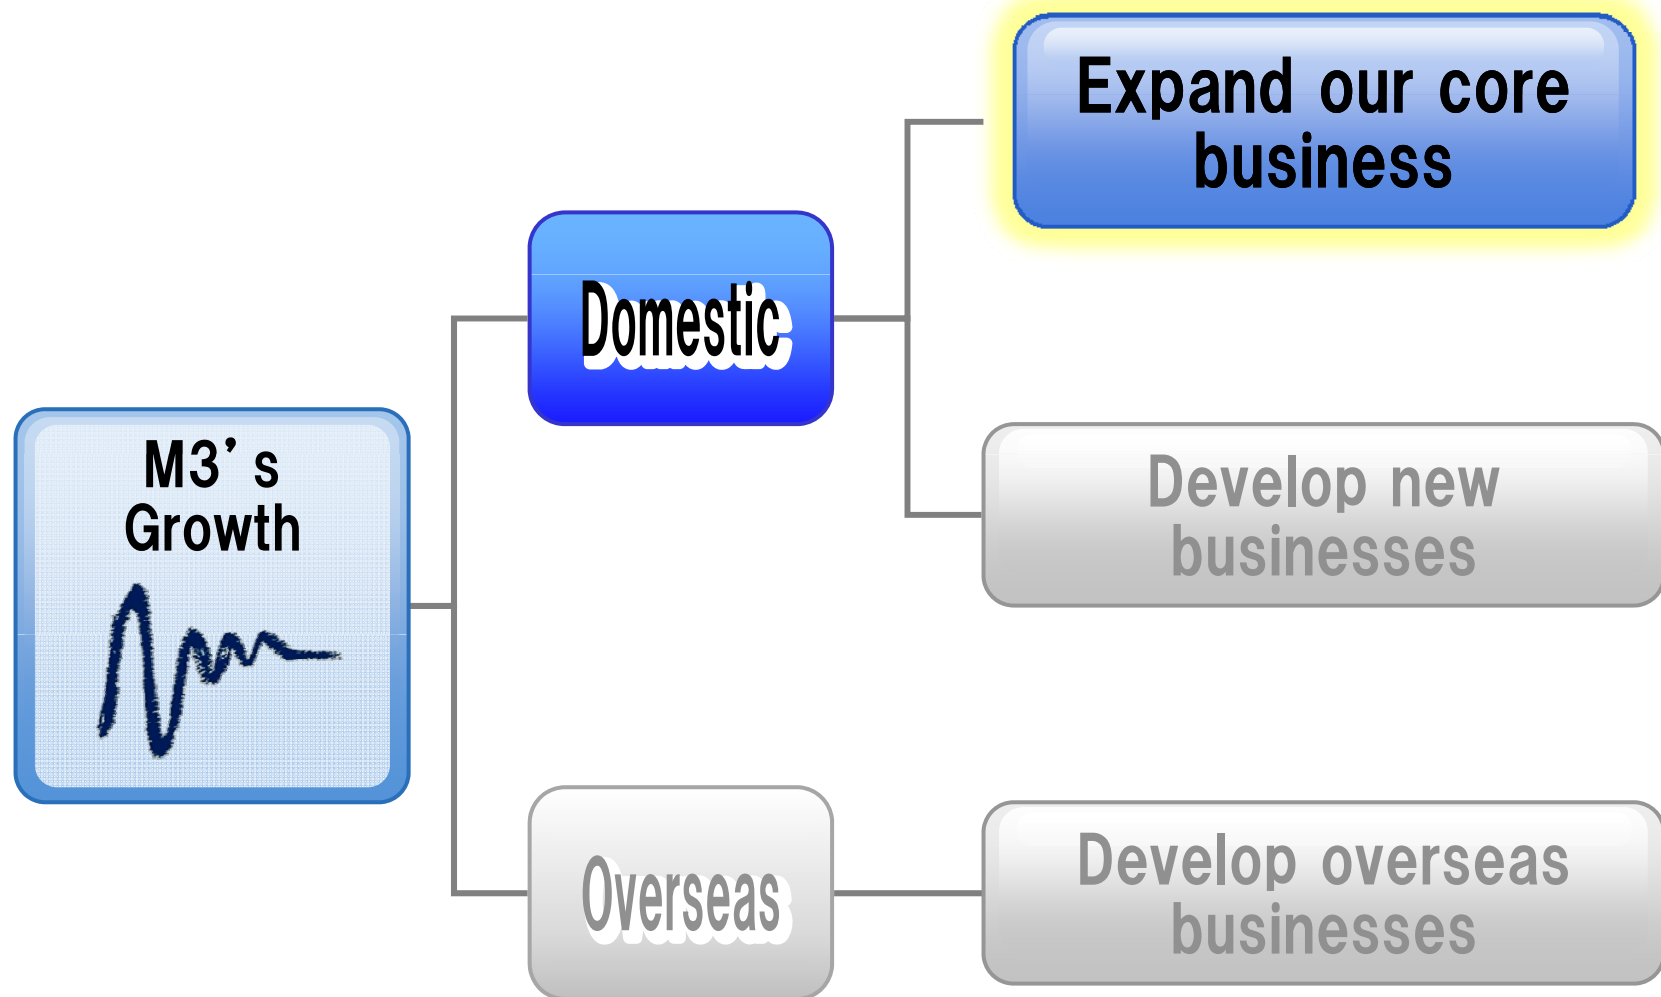 M3's
Growth
Domestic
Expand our core
business
Develop new
businesses
Overseas
Develop overseas
businesses